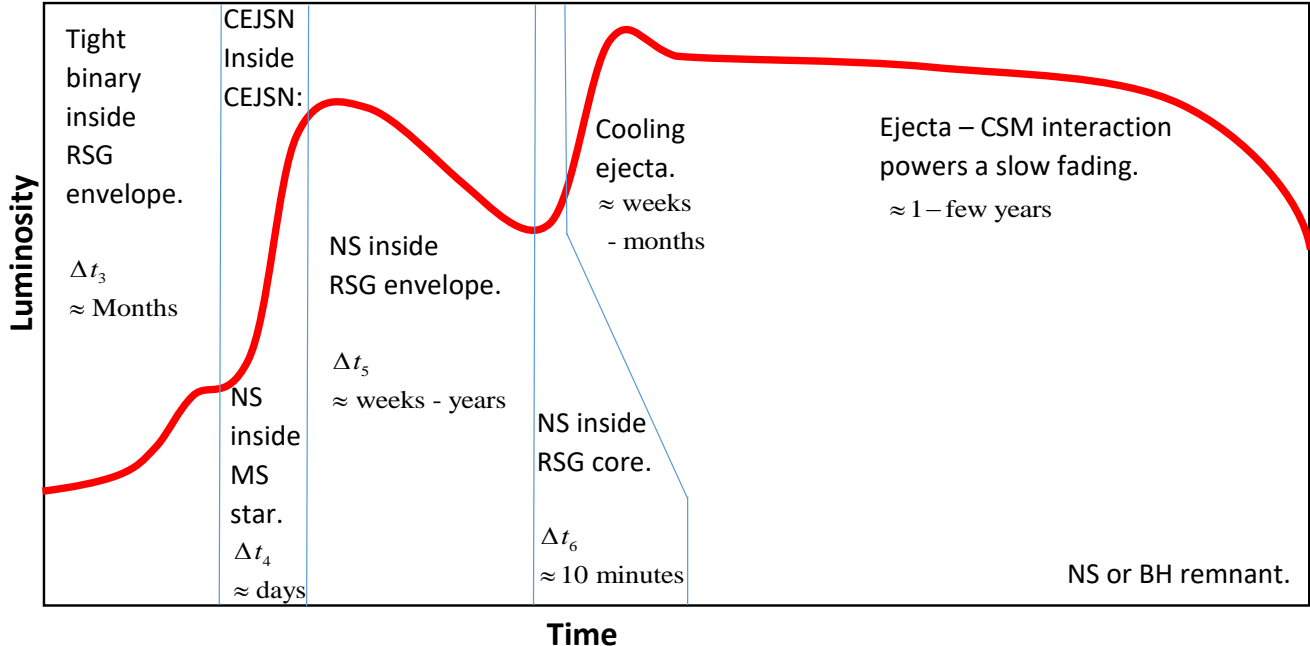 Tight
binary
inside
RSG
envelope.
Δt₃
≈ Months
CEJSN
Inside
CEJSN:
NS
inside
MS
star.
Δt₄
≈ days
NS inside
RSG envelope.
Δt₅
≈ weeks - years
Cooling
ejecta.
≈ weeks
- months
NS inside
RSG core.
Δt₆
≈ 10 minutes
Ejecta – CSM interaction
powers a slow fading.
≈ 1–few years
NS or BH remnant.
Luminosity
Time